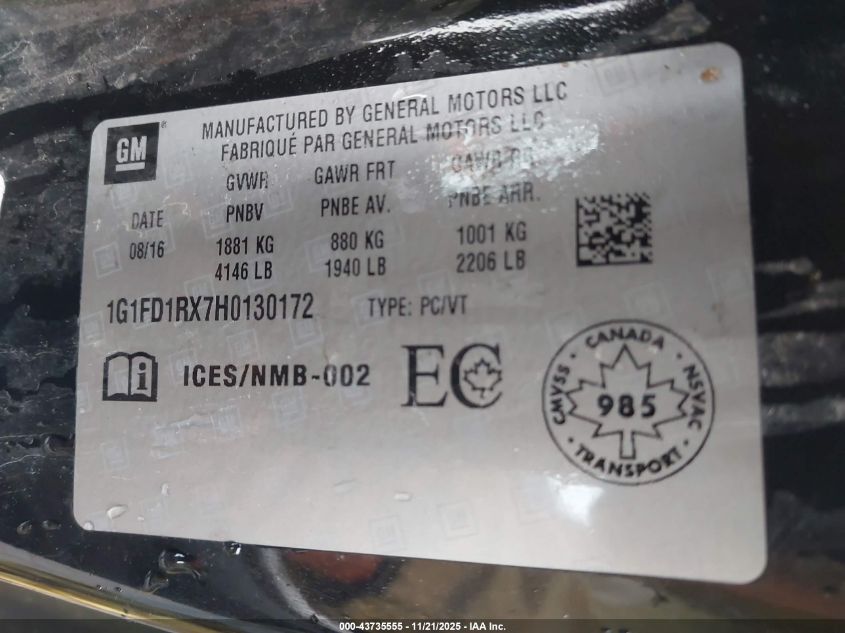 GM
MANUFACTURED BY GENERAL MOTORS LLC
FABRIQUÉ PAR GENERAL MOTORS LLC
GVWR GAWR FRT GAWR RR
DATE PNBV PNBE AV. PNBE ARR.
08/16 1881 KG 880 KG 1001 KG
4146 LB 1940 LB 2206 LB
1G1FD1RX7H0130172 TYPE: PC/VT
i ICES/NMB-002 EC
CANADA
CMVSS 985 NSVAC
TRANSPORT
000-43735555 | 11/21/2025 | IAA Inc.